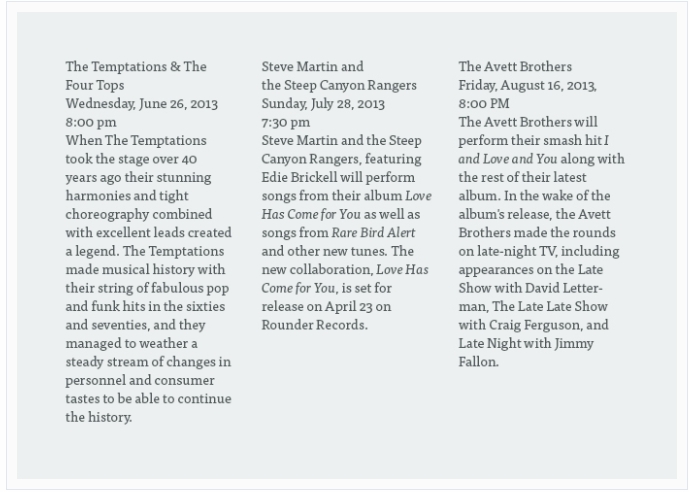 The Temptations & The
Four Tops
Wednesday, June 26, 2013
8:00 pm
When The Temptations
took the stage over 40
years ago their stunning
harmonies and tight
choreography combined
with excellent leads created
a legend. The Temptations
made musical history with
their string of fabulous pop
and funk hits in the sixties
and seventies, and they
managed to weather a
steady stream of changes in
personnel and consumer
tastes to be able to continue
the history.
Steve Martin and
the Steep Canyon Rangers
Sunday, July 28, 2013
7:30 pm
Steve Martin and the Steep
Canyon Rangers, featuring
Edie Brickell will perform
songs from their album Love
Has Come for You as well as
songs from Rare Bird Alert
and other new tunes. The
new collaboration, Love Has
Come for You, is set for
release on April 23 on
Rounder Records.
The Avett Brothers
Friday, August 16, 2013,
8:00 PM
The Avett Brothers will
perform their smash hit I
and Love and You along with
the rest of their latest
album. In the wake of the
album's release, the Avett
Brothers made the rounds
on late-night TV, including
appearances on the Late
Show with David Letter-
man, The Late Late Show
with Craig Ferguson, and
Late Night with Jimmy
Fallon.